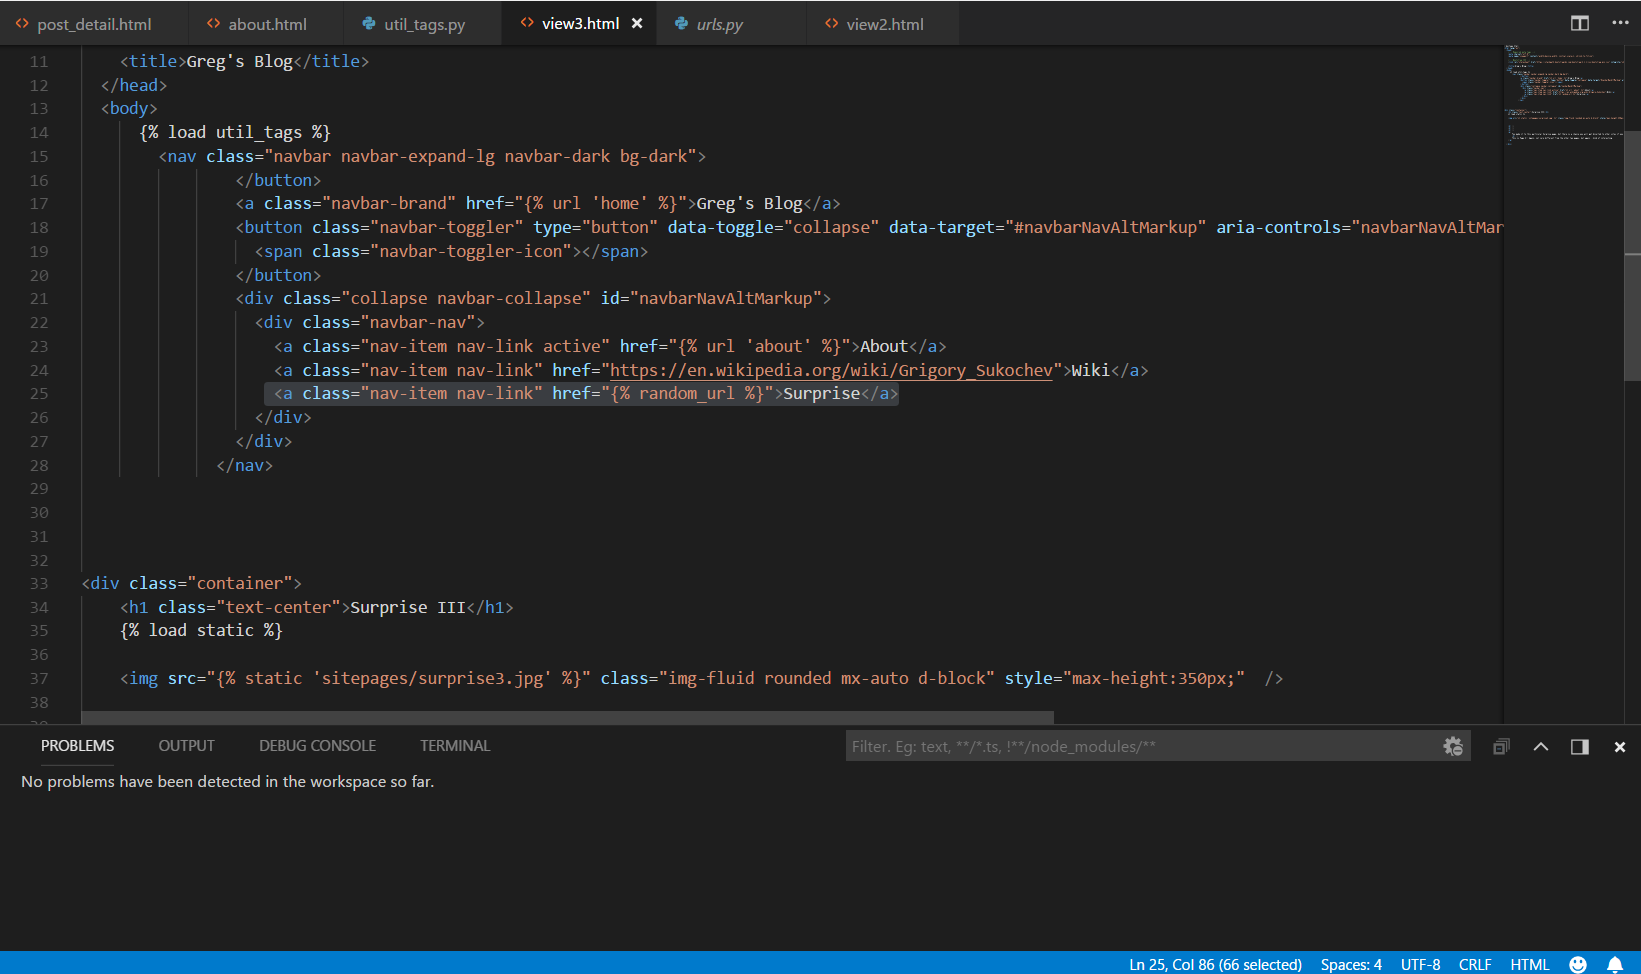 post_detail.html about.html util_tags.py view3.html urls.py view2.html
11 <title>Greg's Blog</title>
12 </head>
13 <body>
14 {% load util_tags %}
15 <nav class="navbar navbar-expand-lg navbar-dark bg-dark">
16 </button>
17 <a class="navbar-brand" href="{% url 'home' %}">Greg's Blog</a>
18 <button class="navbar-toggler" type="button" data-toggle="collapse" data-target="#navbarNavAltMarkup" aria-controls="navbarNavAltMar
19 <span class="navbar-toggler-icon"></span>
20 </button>
21 <div class="collapse navbar-collapse" id="navbarNavAltMarkup">
22 <div class="navbar-nav">
23 <a class="nav-item nav-link active" href="{% url 'about' %}">About</a>
24 <a class="nav-item nav-link" href="https://en.wikipedia.org/wiki/Grigory_Sukochev">Wiki</a>
25 <a class="nav-item nav-link" href="{% random_url %}">Surprise</a>
26 </div>
27 </div>
28 </nav>
29
30
31
32
33 <div class="container">
34 <h1 class="text-center">Surprise III</h1>
35 {% load static %}
36
37 <img src="{% static 'sitepages/surprise3.jpg' %}" class="img-fluid rounded mx-auto d-block" style="max-height:350px;" />
38
PROBLEMS OUTPUT DEBUG CONSOLE TERMINAL Filter. Eg: text, **/*.ts, !**/node_modules/**
No problems have been detected in the workspace so far.
Ln 25, Col 86 (66 selected) Spaces: 4 UTF-8 CRLF HTML